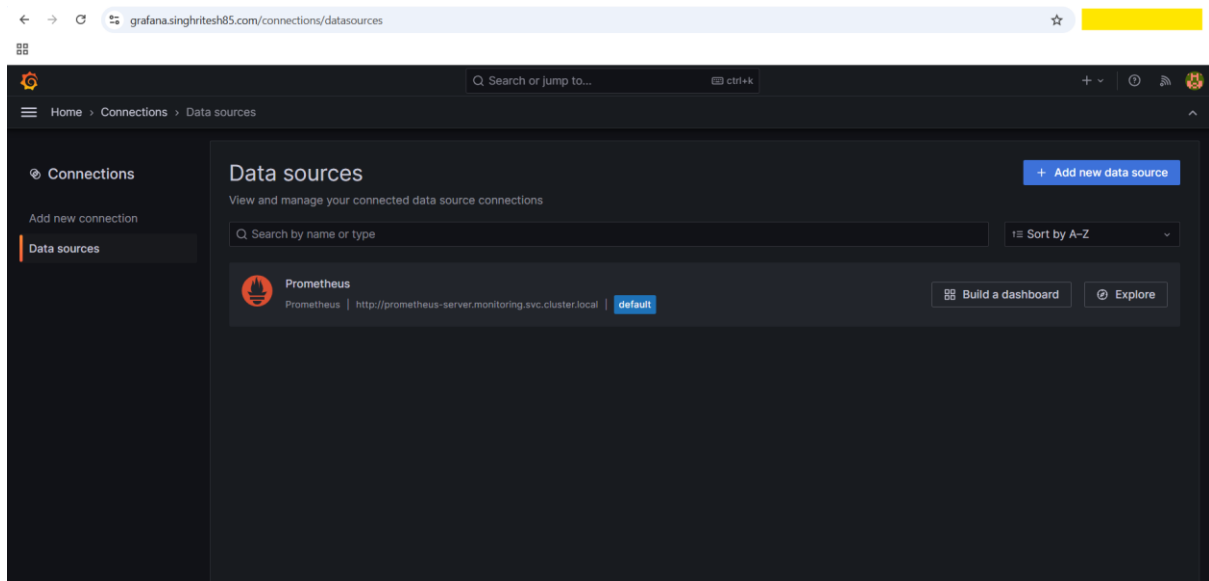 grafana.singhritesh85.com/connections/datasources
Search or jump to... ctrl+k
Home › Connections › Data sources
Connections
Add new connection
Data sources
Data sources
+ Add new data source
View and manage your connected data source connections
Search by name or type
Sort by A–Z
Prometheus
Prometheus | http://prometheus-server.monitoring.svc.cluster.local | default
Build a dashboard
Explore